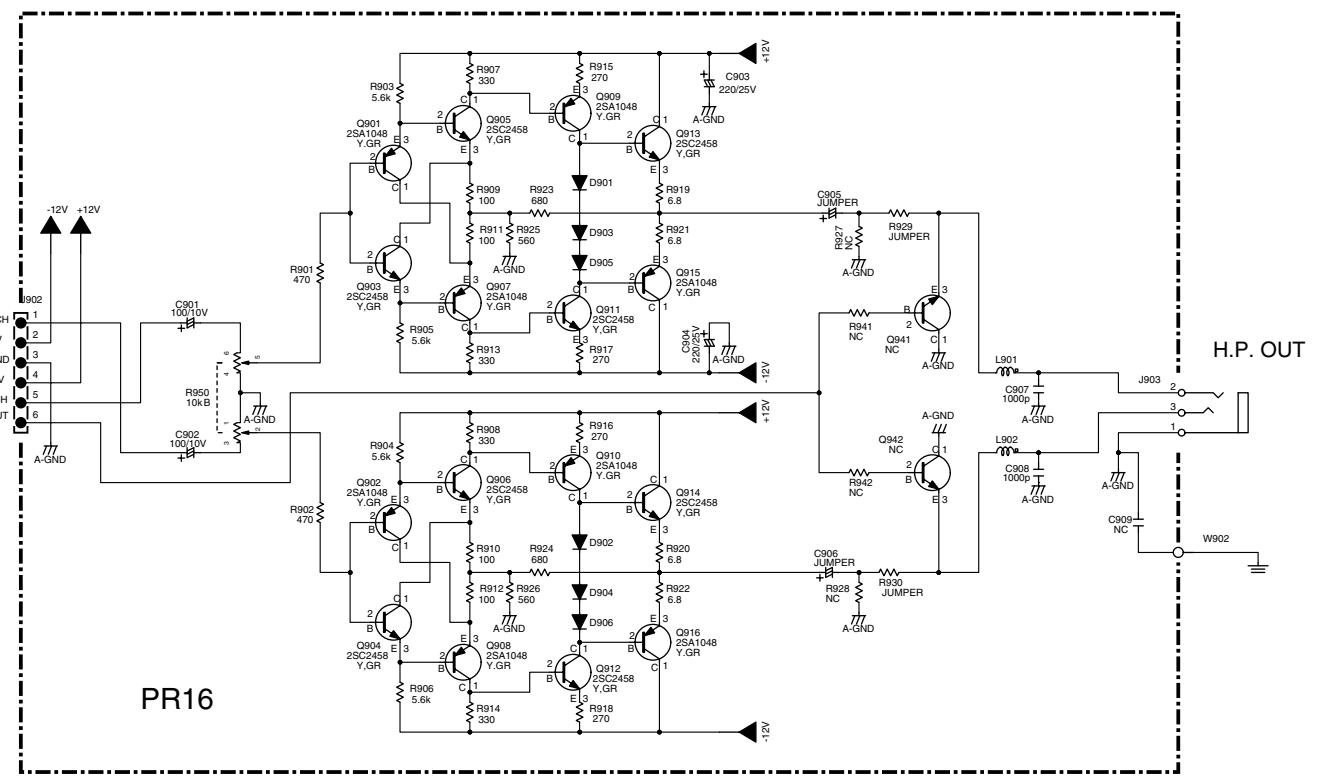 R907
330
R915
270
+12V
R903
5.6k
C903
220/25V
A-GND
Q901
2SA1048
Y.GR
Q905
2SC2458
Y,GR
Q909
2SA1048
Y.GR
Q913
2SC2458
Y,GR
D901
R909
100
R923
680
R919
6.8
C905
JUMPER
-12V
+12V
R911
100
R925
560
A-GND
D903
D905
R921
6.8
R927
NC
A-GND
R929
JUMPER
R901
470
Q903
2SC2458
Y,GR
Q907
2SA1048
Y.GR
Q911
2SC2458
Y,GR
Q915
2SA1048
Y.GR
R941
NC
Q941
NC
A-GND
J902
1
2
3
4
5
6
C901
100/10V
R905
5.6k
R913
330
R917
270
C904
220/25V
A-GND
-12V
L901
C907
1000p
A-GND
J903
2
3
1
H.P. OUT
R950
10kB
A-GND
C902
100/10V
A-GND
R904
5.6k
R908
330
R916
270
+12V
Q902
2SA1048
Y.GR
Q906
2SC2458
Y,GR
Q910
2SA1048
Y.GR
Q914
2SC2458
Y,GR
A-GND
Q942
NC
R942
NC
L902
C908
1000p
A-GND
A-GND
R902
470
D902
R910
100
R924
680
R920
6.8
C906
JUMPER
C909
NC
W902
R912
100
R926
560
A-GND
D904
D906
R922
6.8
R928
NC
A-GND
R930
JUMPER
Q904
2SC2458
Y,GR
Q908
2SA1048
Y.GR
Q912
2SC2458
Y,GR
Q916
2SA1048
Y.GR
R906
5.6k
R914
330
R918
270
-12V
PR16